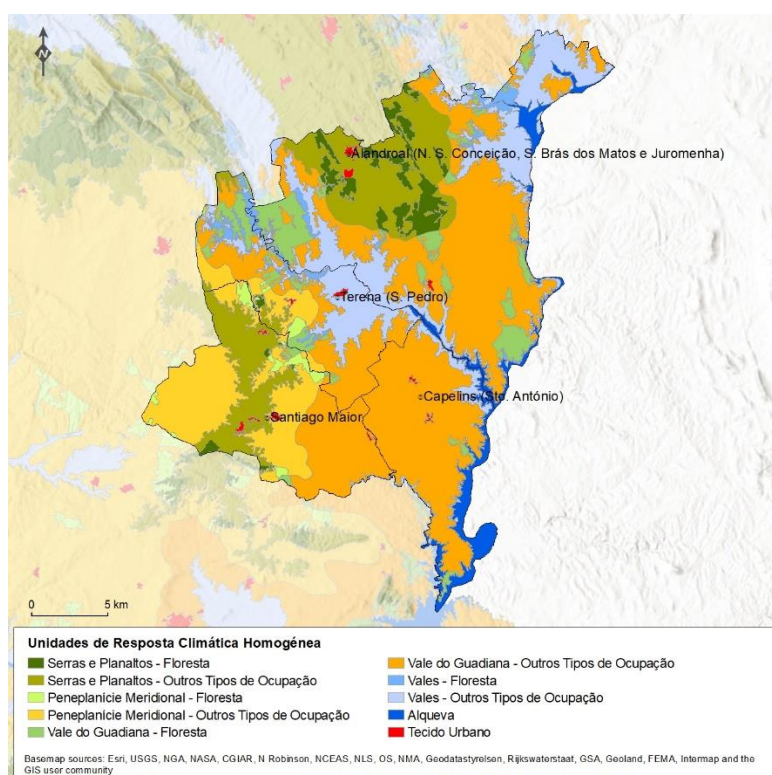 N
Alandroal (N. S. Conceição, S. Brás dos Matos e Juromenha)
Terena (S. Pedro)
Capelins (Sto. António)
Santiago Maior
0 5 km
Unidades de Resposta Climática Homogénea
Serras e Planaltos - Floresta
Serras e Planaltos - Outros Tipos de Ocupação
Peneplanície Meridional - Floresta
Peneplanície Meridional - Outros Tipos de Ocupação
Vale do Guadiana - Floresta
Vale do Guadiana - Outros Tipos de Ocupação
Vales - Floresta
Vales - Outros Tipos de Ocupação
Alqueva
Tecido Urbano
Basemap sources: Esri, USGS, NGA, NASA, CGIAR, N Robinson, NCEAS, NLS, OS, NMA, Geodatastyrelsen, Rijkswaterstaat, GSA, Geoland, FEMA, Intermap and the
GIS user community